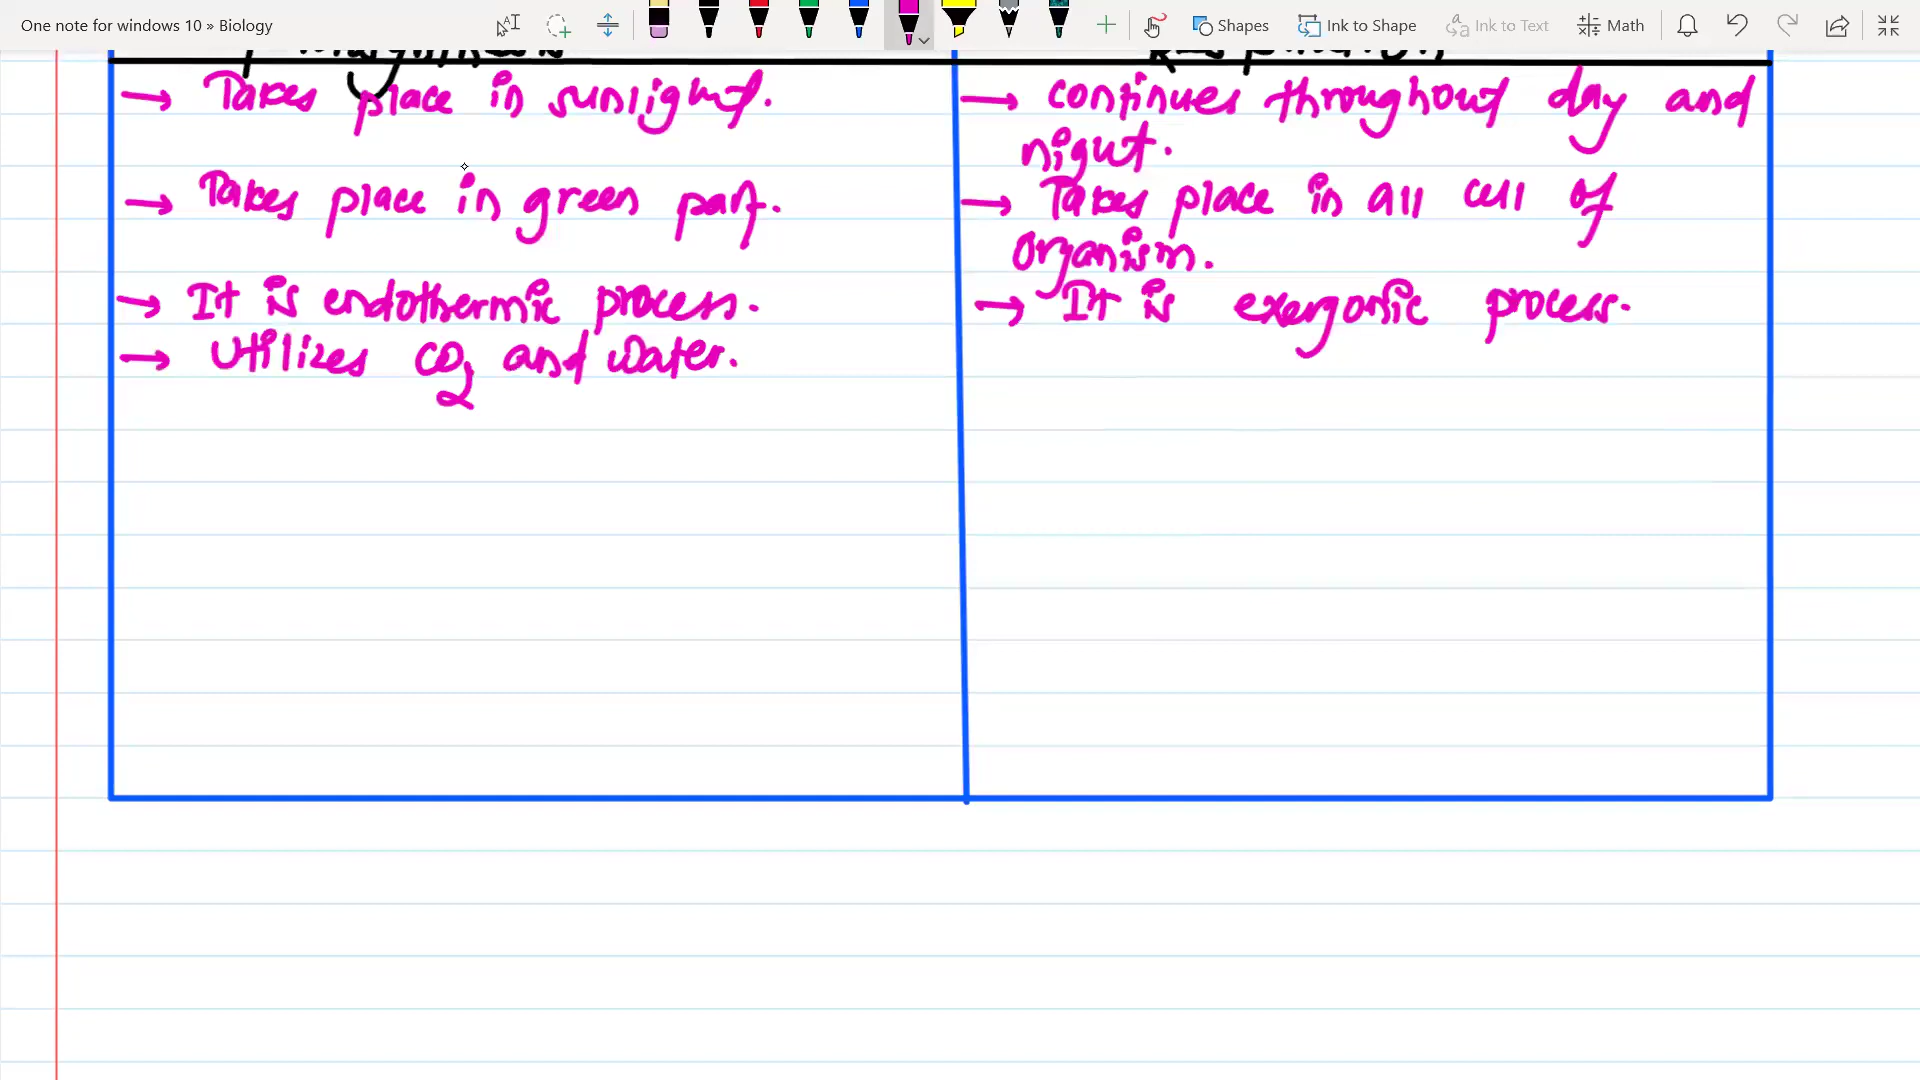 One note for windows 10 » Biology
Shapes
Ink to Shape
Ink to Text
Math
→ Takes place in sunlight.
→ Takes place in green part.
→ It is endothermic process.
→ Utilizes CO2 and water.
→ continues throughout day and
night.
→ Takes place in all cell of
organism.
→ It is exergonic process.